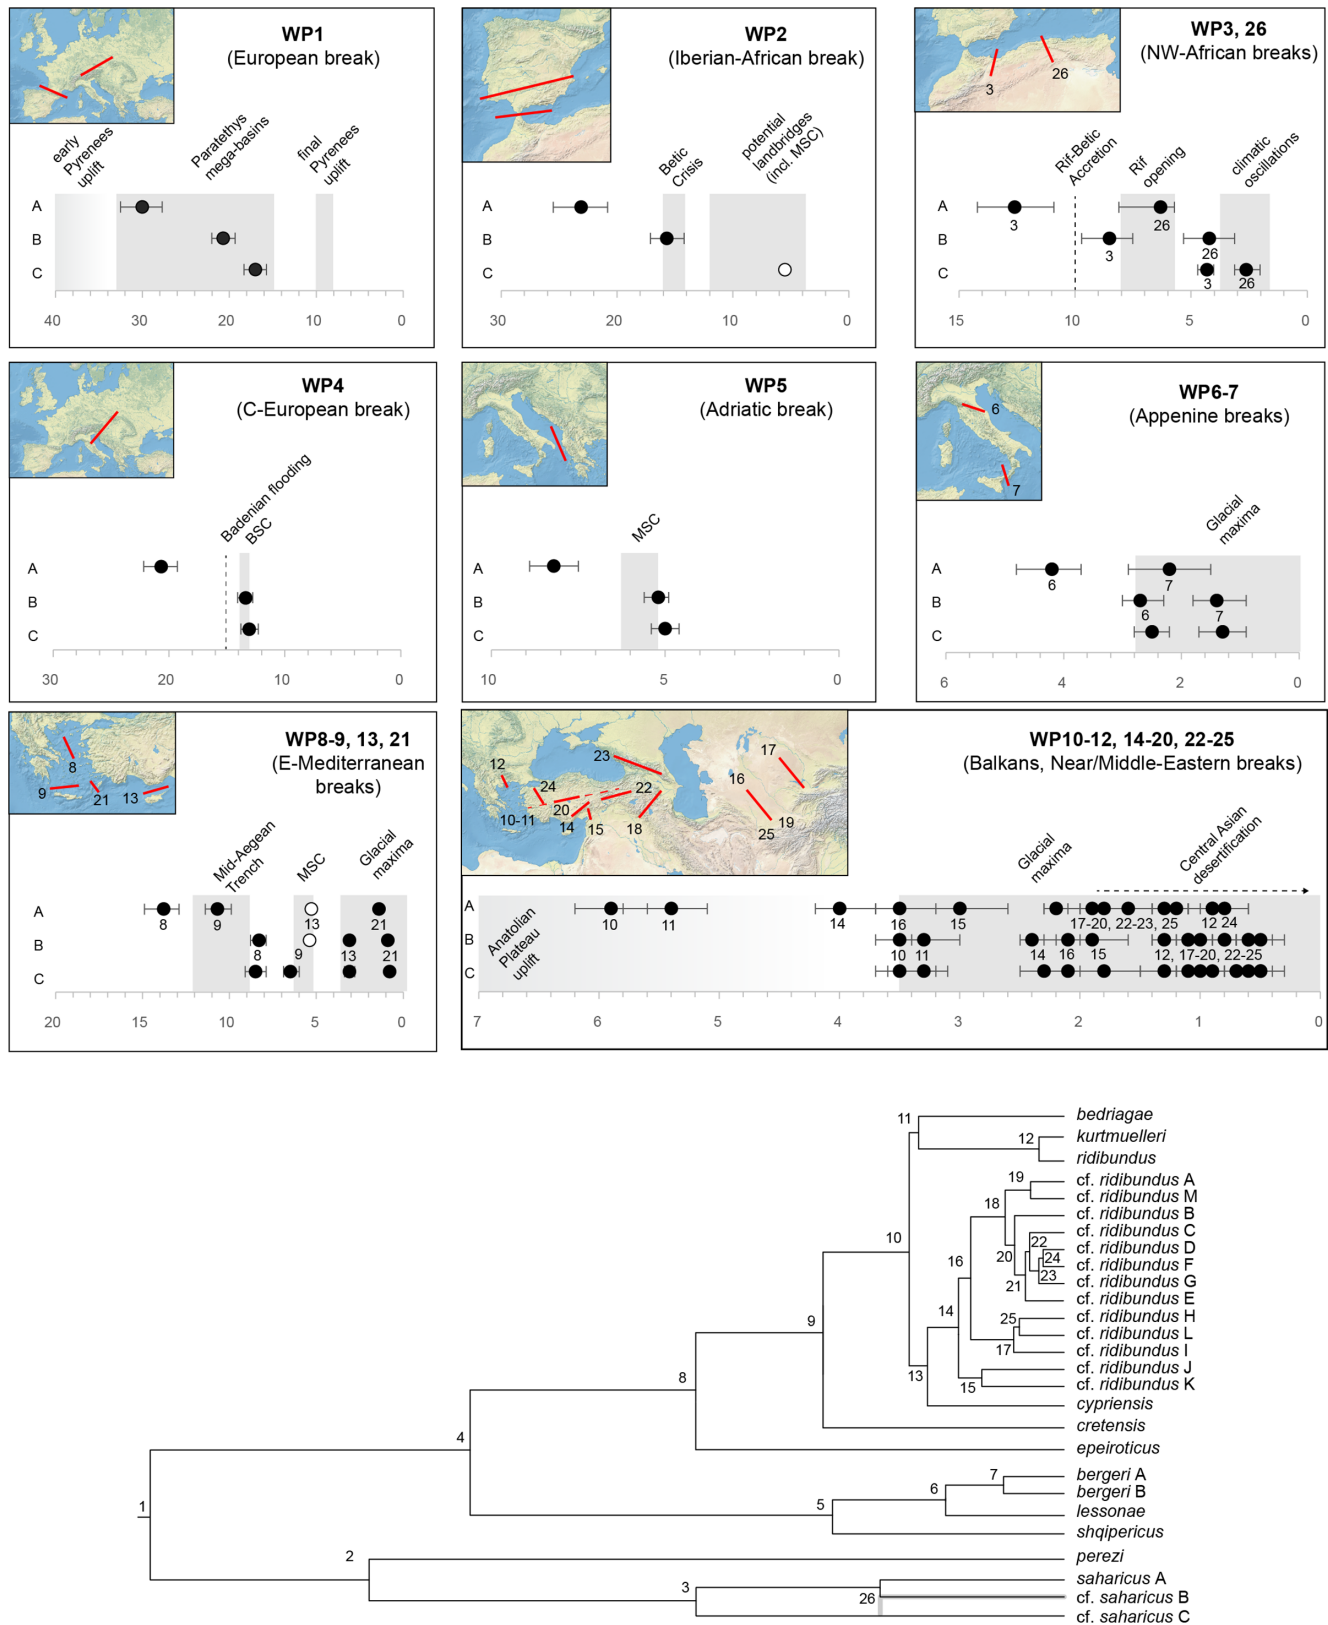 WP1
(European break)
early
Pyrenees
uplift
Paratethys
mega-basins
final
Pyrenees
uplift
A
B
C
40 30 20 10 0
WP2
(Iberian-African break)
Betic
Crisis
potential
landbridges
(incl. MSC)
A
B
C
30 20 10 0
WP3, 26
(NW-African breaks)
3
26
Rif-Betic
Accretion
Rif
opening
climatic
oscillations
A
3 26
B
3 26
C
3 26
15 10 5 0
WP4
(C-European break)
Badenian flooding
BSC
A
B
C
30 20 10 0
WP5
(Adriatic break)
MSC
A
B
C
10 5 0
WP6-7
(Appenine breaks)
6
7
Glacial
maxima
A
6 7
B
6 7
C
6 4 2 0
WP8-9, 13, 21
(E-Mediterranean
breaks)
8
9
21
13
Mid-Aegean
Trench
MSC
Glacial
maxima
A
8 9 13 21
B
8 9 13 21
C
20 15 10 5 0
WP10-12, 14-20, 22-25
(Balkans, Near/Middle-Eastern breaks)
12
23
17
16
24
22
20
10-11
14
15
18
19
25
Anatolian
Plateau
uplift
Glacial
maxima
Central Asian
desertification
A
10 11 14 16 15 17-20, 22-23, 25 12 24
B
10 11 14 16 15 12, 17-20, 22-25
C
7 6 5 4 3 2 1 0
11
bedriagae
12
kurtmuelleri
ridibundus
19
cf. ridibundus A
cf. ridibundus M
18
cf. ridibundus B
cf. ridibundus C
10
22
cf. ridibundus D
20
24
16
cf. ridibundus F
23
cf. ridibundus G
21
cf. ridibundus E
14
25
cf. ridibundus H
9
cf. ridibundus L
17
cf. ridibundus I
13
cf. ridibundus J
8
15
cf. ridibundus K
cypriensis
cretensis
4
epeiroticus
7
bergeri A
6
bergeri B
5
lessonae
1
shqipericus
2
perezi
3
saharicus A
26
cf. saharicus B
cf. saharicus C